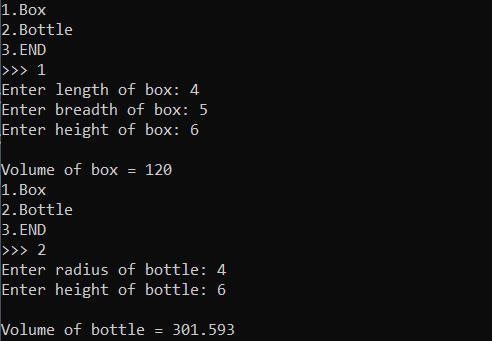 1.Box
2.Bottle
3.END
>>> 1
Enter length of box: 4
Enter breadth of box: 5
Enter height of box: 6

Volume of box = 120
1.Box
2.Bottle
3.END
>>> 2
Enter radius of bottle: 4
Enter height of bottle: 6

Volume of bottle = 301.593